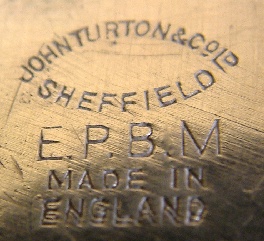 JOHN TURTON & CO LD
SHEFFIELD
E.P.B.M
MADE IN
ENGLAND